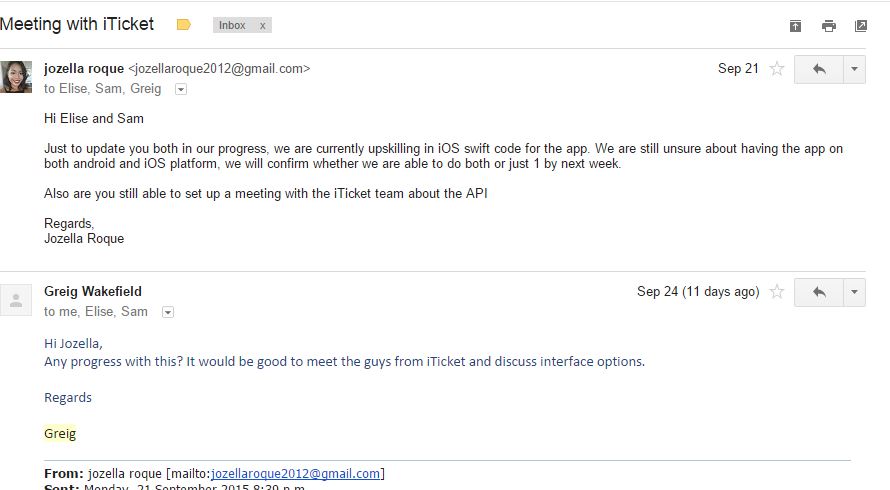 Meeting with iTicket Inbox x
jozella roque <jozellaroque2012@gmail.com> Sep 21
to Elise, Sam, Greig
Hi Elise and Sam
Just to update you both in our progress, we are currently upskilling in iOS swift code for the app. We are still unsure about having the app on
both android and iOS platform, we will confirm whether we are able to do both or just 1 by next week.
Also are you still able to set up a meeting with the iTicket team about the API
Regards,
Jozella Roque
Greig Wakefield Sep 24 (11 days ago)
to me, Elise, Sam
Hi Jozella,
Any progress with this? It would be good to meet the guys from iTicket and discuss interface options.
Regards
Greig
From: jozella roque [mailto:jozellaroque2012@gmail.com]
Sent: Monday, 21 September 2015 8:39 p.m.